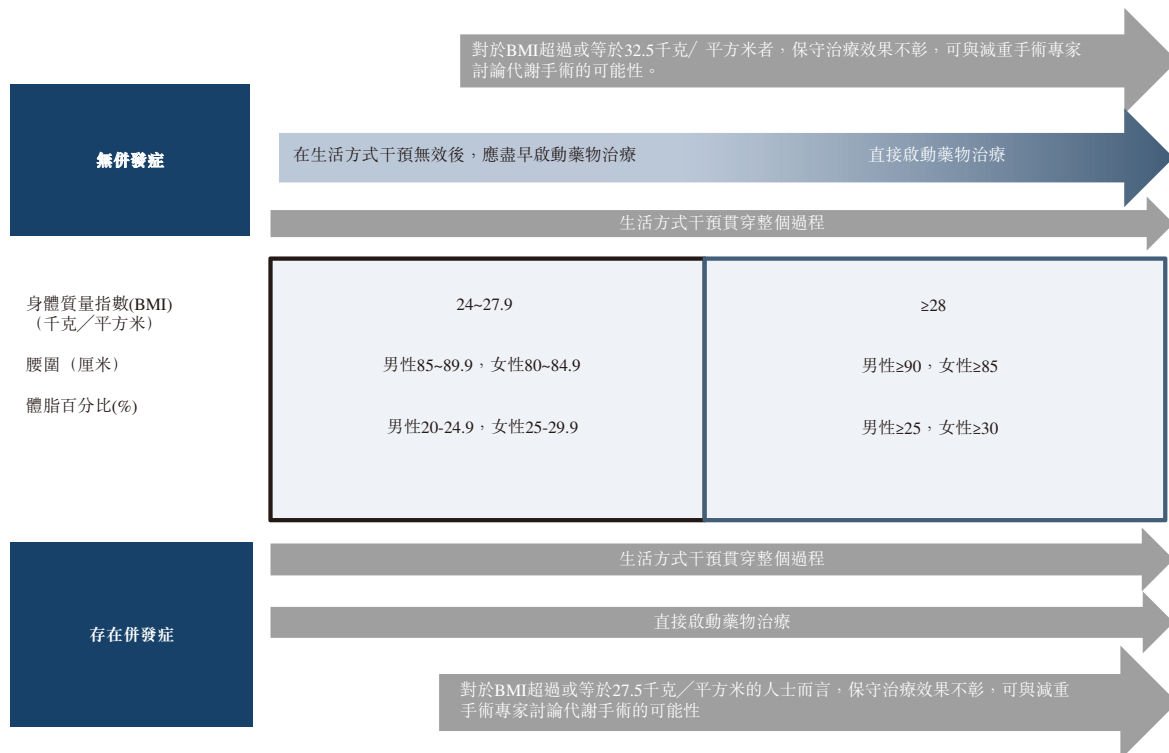 對於BMI超過或等於32.5千克/ 平方米者，保守治療效果不彰，可與減重手術專家
討論代謝手術的可能性。
無併發症
在生活方式干預無效後，應盡早啟動藥物治療
直接啟動藥物治療
生活方式干預貫穿整個過程
身體質量指數(BMI)
（千克／平方米）
24~27.9
≥28
腰圍（厘米）
男性85~89.9，女性80~84.9
男性≥90，女性≥85
體脂百分比(%)
男性20-24.9，女性25-29.9
男性≥25，女性≥30
生活方式干預貫穿整個過程
存在併發症
直接啟動藥物治療
對於BMI超過或等於27.5千克／平方米的人士而言，保守治療效果不彰，可與減重
手術專家討論代謝手術的可能性